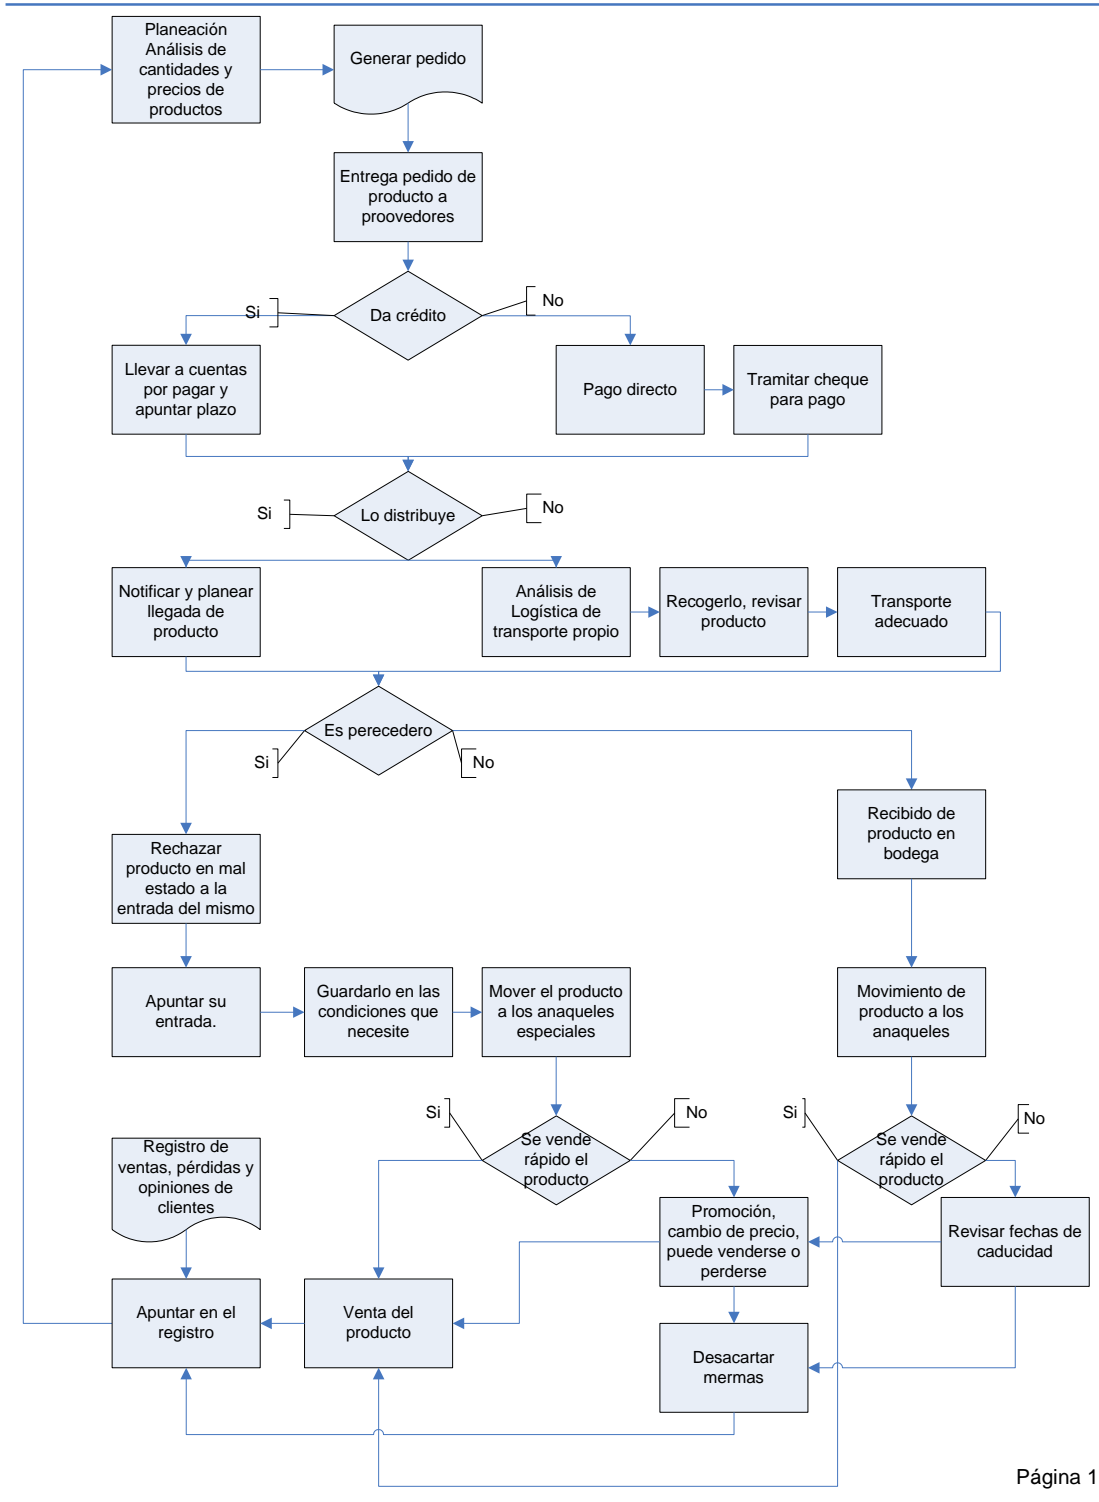 Planeación
Análisis de
cantidades y
precios de
productos
Generar pedido
Entrega pedido de
producto a
proovedores
Da crédito
Si
No
Llevar a cuentas
por pagar y
apuntar plazo
Pago directo
Tramitar cheque
para pago
Lo distribuye
Si
No
Notificar y planear
llegada de
producto
Análisis de
Logística de
transporte propio
Recogerlo, revisar
producto
Transporte
adecuado
Es perecedero
Si
No
Recibido de
producto en
bodega
Rechazar
producto en mal
estado a la
entrada del mismo
Apuntar su
entrada.
Guardarlo en las
condiciones que
necesite
Mover el producto
a los anaqueles
especiales
Movimiento de
producto a los
anaqueles
Si
No
Se vende
rápido el
producto
Si
No
Se vende
rápido el
producto
Registro de
ventas, pérdidas y
opiniones de
clientes
Promoción,
cambio de precio,
puede venderse o
perderse
Revisar fechas de
caducidad
Apuntar en el
registro
Venta del
producto
Desacartar
mermas
Página 1